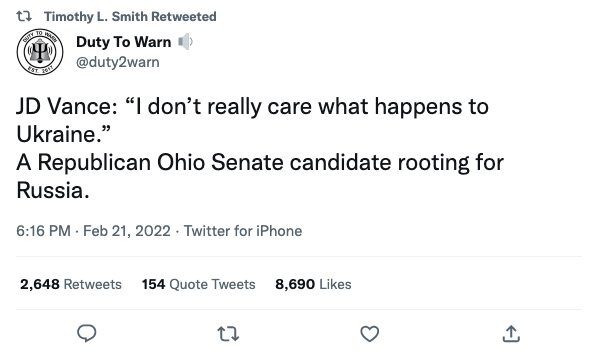 Timothy L. Smith Retweeted
Duty To Warn 🔊
@duty2warn
JD Vance: “I don’t really care what happens to
Ukraine.”
A Republican Ohio Senate candidate rooting for
Russia.
6:16 PM · Feb 21, 2022 · Twitter for iPhone
2,648 Retweets 154 Quote Tweets 8,690 Likes